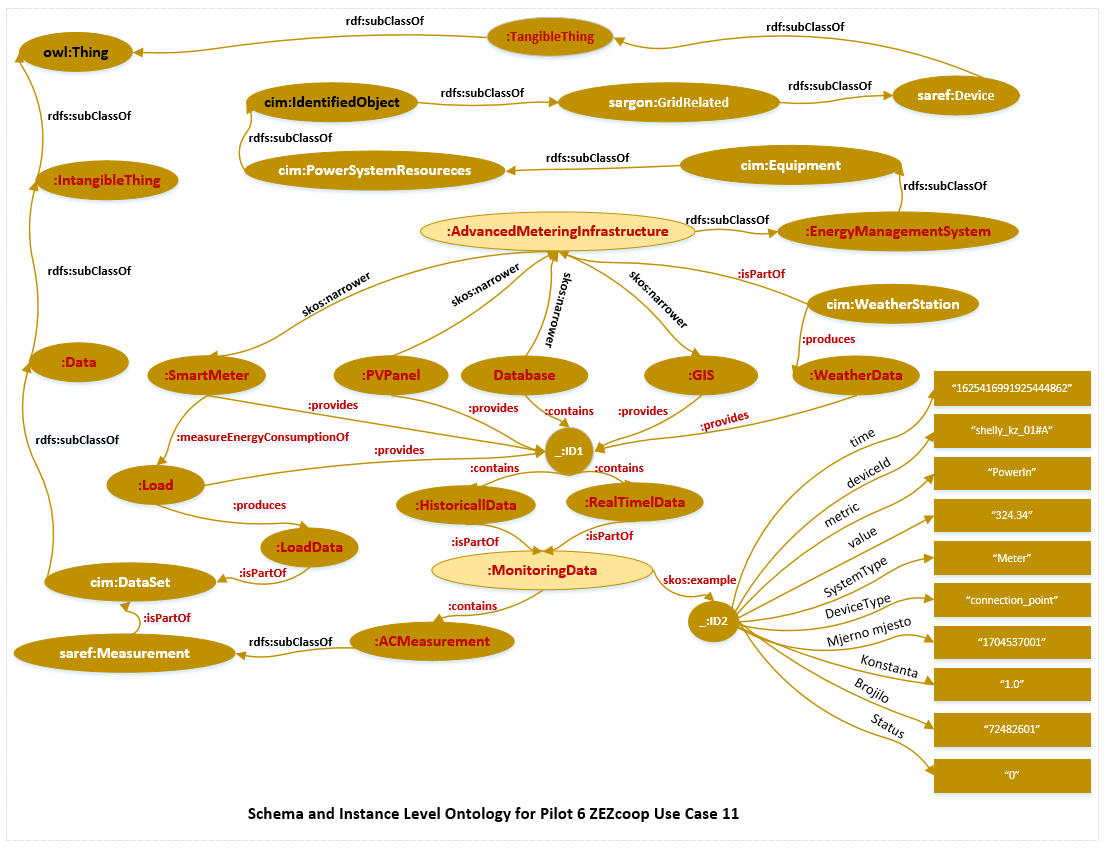 rdf:subClassOf
rdf:subClassOf
:TangibleThing
owl:Thing
rdfs:subClassOf
rdfs:subClassOf
saref:Device
cim:IdentifiedObject
sargon:GridRelated
rdfs:subClassOf
rdfs:subClassOf
rdfs:subClassOf
cim:Equipment
cim:PowerSystemResoureces
:IntangibleThing
rdfs:subClassOf
rdfs:subClassOf
:AdvancedMeteringInfrastructure
:EnergyManagementSystem
rdfs:subClassOf
:isPartOf
skos:narrower
skos:narrower
skos:narrower
skos:narrower
cim:WeatherStation
:produces
:Data
:SmartMeter
:PVPanel
Database
:GIS
:WeatherData
"1625416991925444862"
:provides
:provides
:contains
:provides
:provides
time
"shelly_kz_01#A"
rdfs:subClassOf
:measureEnergyConsumptionOf
:provides
_:ID1
deviceId
:contains
:contains
"PowerIn"
:Load
:HistoricallData
:RealTimelData
metric
:produces
"324.34"
value
:isPartOf
:isPartOf
:LoadData
"Meter"
SystemType
:isPartOf
:MonitoringData
cim:DataSet
skos:example
"connection_point"
DeviceType
:isPartOf
:contains
_:ID2
Mjerno mjesto
"1704537001"
saref:Measurement
rdfs:subClassOf
:ACMeasurement
Konstanta
"1.0"
Brojilo
"72482601"
Status
"0"
Schema and Instance Level Ontology for Pilot 6 ZEZcoop Use Case 11